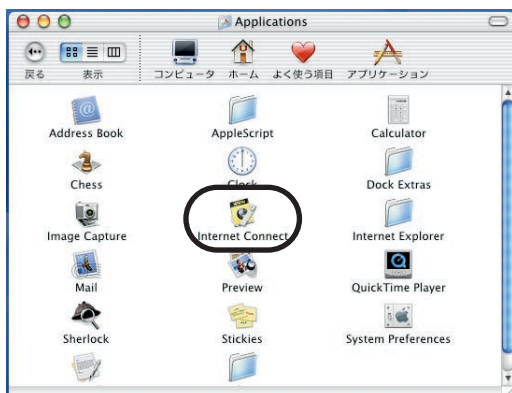 Applications
戻る 表示 コンピュータ ホーム よく使う項目 アプリケーション
Address Book AppleScript Calculator
Chess Clock Dock Extras
Image Capture Internet Connect Internet Explorer
Mail Preview QuickTime Player
Sherlock Stickies System Preferences